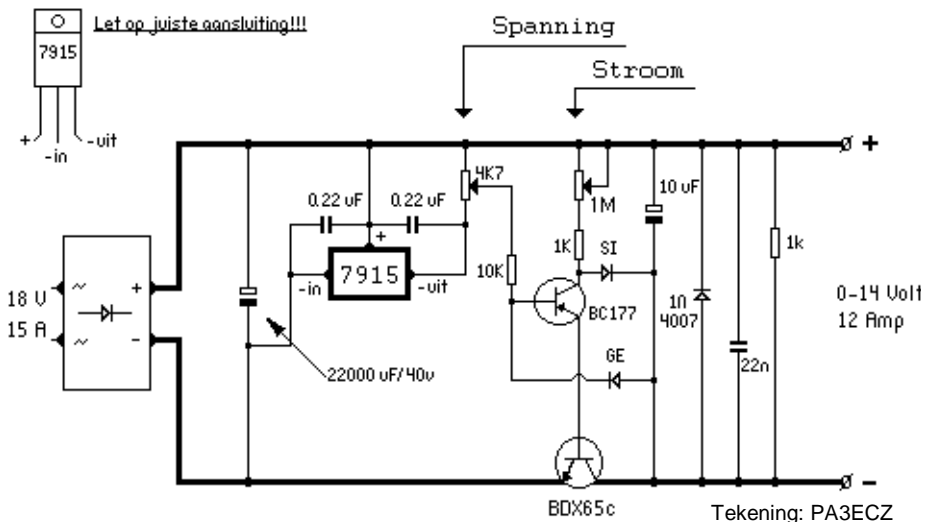 Let op juiste aansluiting!!!
7915
+
-in
-uit
Spanning
Stroom
+
4K7
10 uF
0.22 uF
0.22 uF
1M
+
1K
SI
1k
7915
-in
-uit
10K
18 V
~
+
15 A
~
-
BC177
1N
4007
0-14 Volt
12 Amp
GE
22000 uF/40v
22n
-
BDX65c
Tekening: PA3ECZ